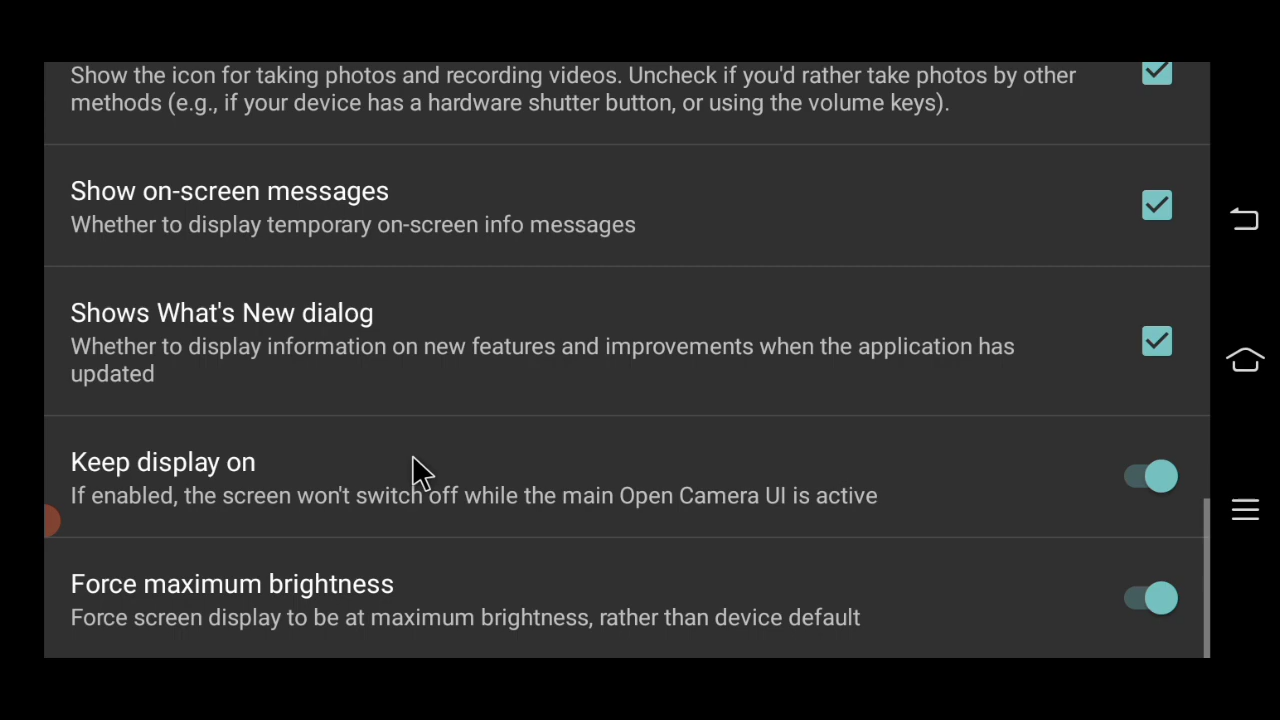 Show the icon for taking photos and recording videos. Uncheck if you'd rather take photos by other
methods (e.g., if your device has a hardware shutter button, or using the volume keys).
Show on-screen messages
Whether to display temporary on-screen info messages
Shows What's New dialog
Whether to display information on new features and improvements when the application has
updated
Keep display on
If enabled, the screen won't switch off while the main Open Camera UI is active
Force maximum brightness
Force screen display to be at maximum brightness, rather than device default